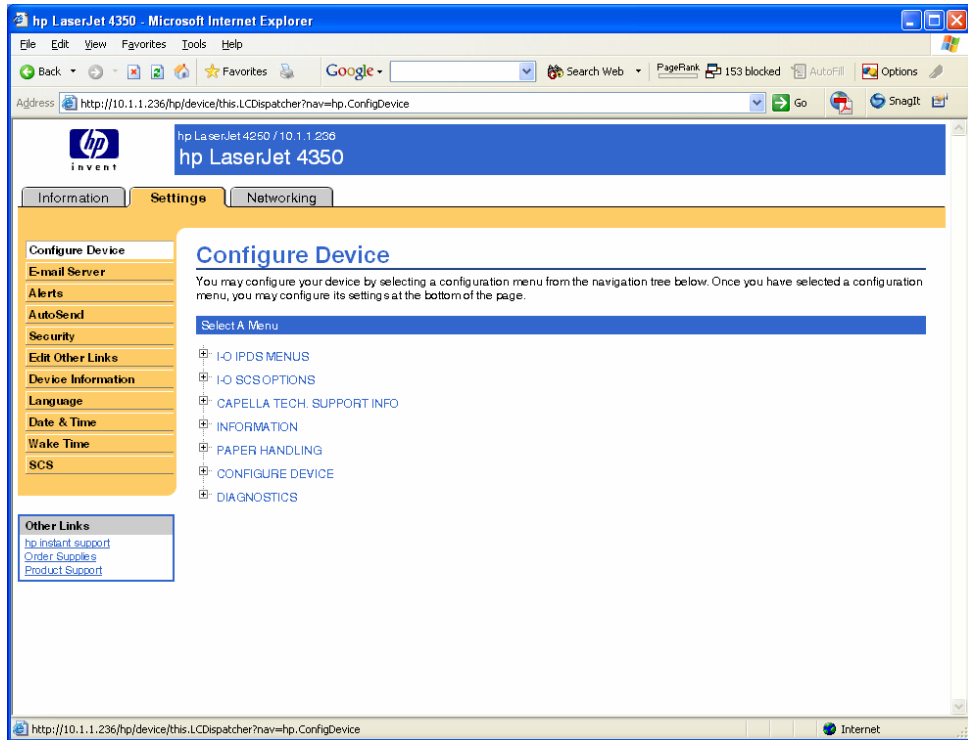 hp LaserJet 4350 - Microsoft Internet Explorer
File Edit View Favorites Tools Help
Back Favorites Google Search Web PageRank 153 blocked AutoFill Options
Address http://10.1.1.236/hp/device/this.LCDispatcher?nav=hp.ConfigDevice Go SnagIt
hp
invent
hp LaserJet 4250 / 10.1.1.236
hp LaserJet 4350
Information Settings Networking
Configure Device
E-mail Server
Alerts
AutoSend
Security
Edit Other Links
Device Information
Language
Date & Time
Wake Time
SCS
Other Links
hp instant support
Order Supplies
Product Support
Configure Device
You may configure your device by selecting a configuration menu from the navigation tree below. Once you have selected a configuration
menu, you may configure its settings at the bottom of the page.
Select A Menu
I-O IPDS MENUS
I-O SCS OPTIONS
CAPELLA TECH. SUPPORT INFO
INFORMATION
PAPER HANDLING
CONFIGURE DEVICE
DIAGNOSTICS
http://10.1.1.236/hp/device/this.LCDispatcher?nav=hp.ConfigDevice Internet